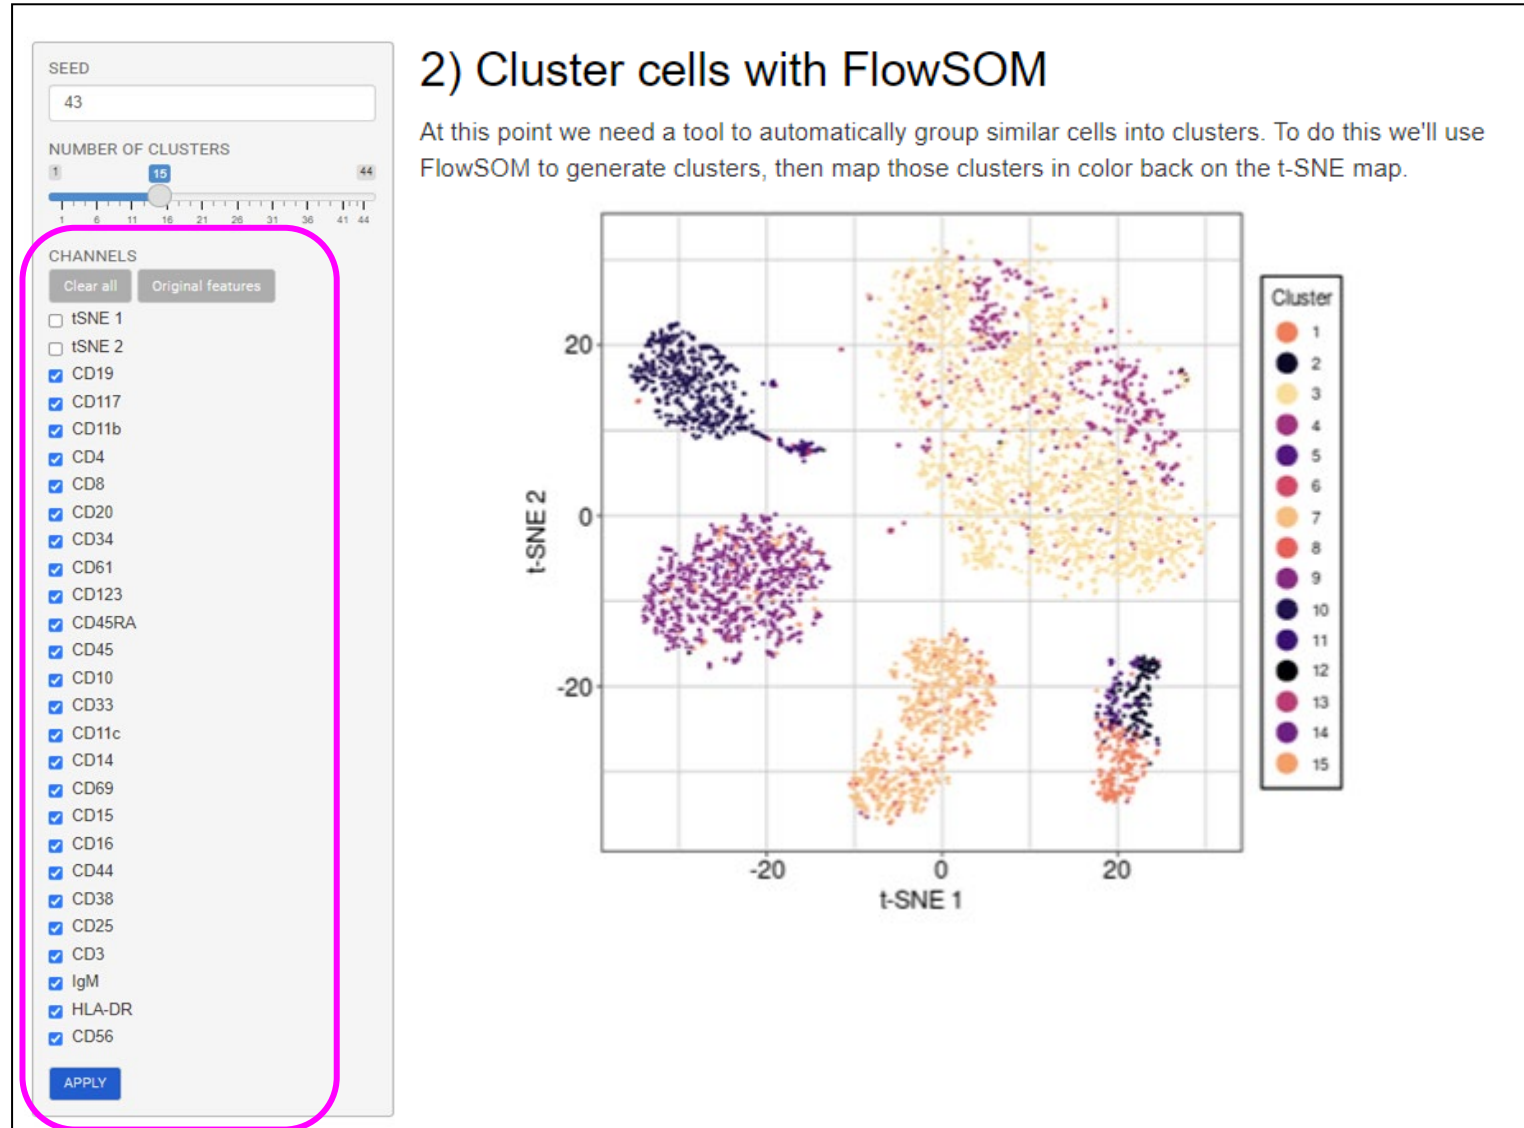 SEED
43
NUMBER OF CLUSTERS
1 15 44
1 6 11 16 21 26 31 36 41 44
CHANNELS
Clear all Original features
tSNE 1
tSNE 2
CD19
CD117
CD11b
CD4
CD8
CD20
CD34
CD61
CD123
CD45RA
CD45
CD10
CD33
CD11c
CD14
CD69
CD15
CD16
CD44
CD38
CD25
CD3
IgM
HLA-DR
CD56
APPLY
2) Cluster cells with FlowSOM
At this point we need a tool to automatically group similar cells into clusters. To do this we'll use
FlowSOM to generate clusters, then map those clusters in color back on the t-SNE map.
t-SNE 2
20
0
-20
-20 0 20
t-SNE 1
Cluster
1
2
3
4
5
6
7
8
9
10
11
12
13
14
15